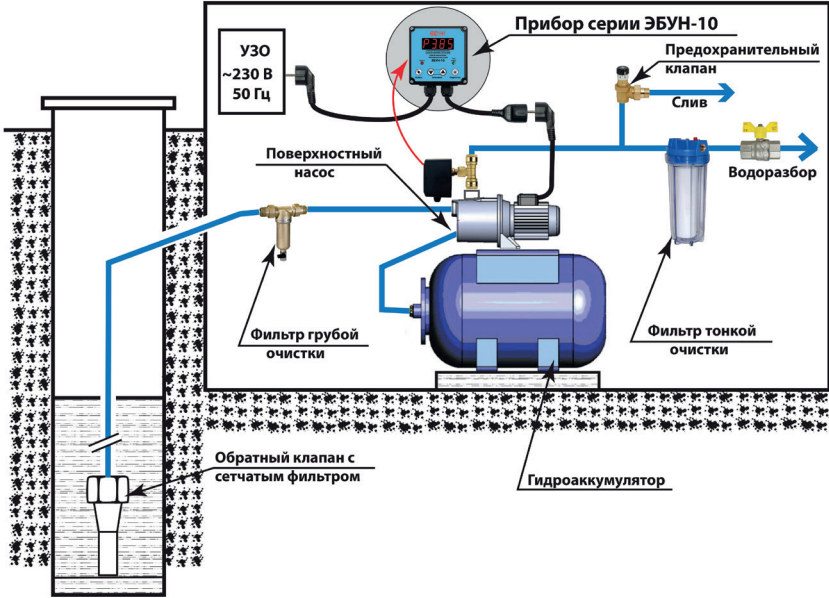 Прибор серии ЭБУН-10
УЗО
~230 В
50 Гц
P385
Предохранительный
клапан
Слив
Водоразбор
Поверхностный
насос
Фильтр грубой
очистки
Фильтр тонкой
очистки
Обратный клапан с
сетчатым фильтром
Гидроаккумулятор